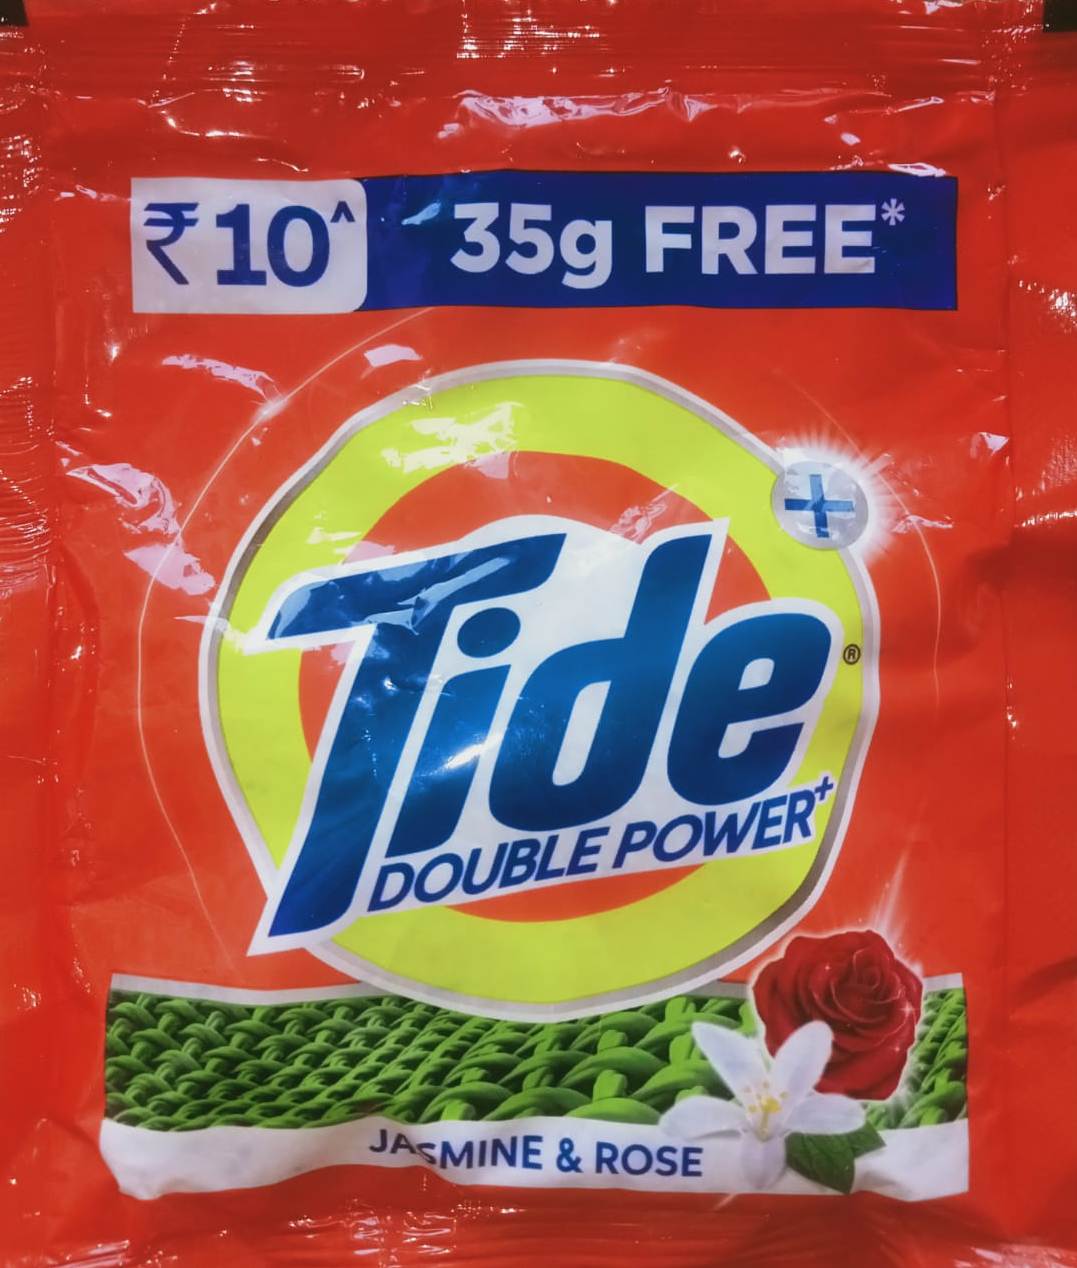 ₹10^ 35g FREE*
+
Tide®
DOUBLE POWER+
JASMINE & ROSE